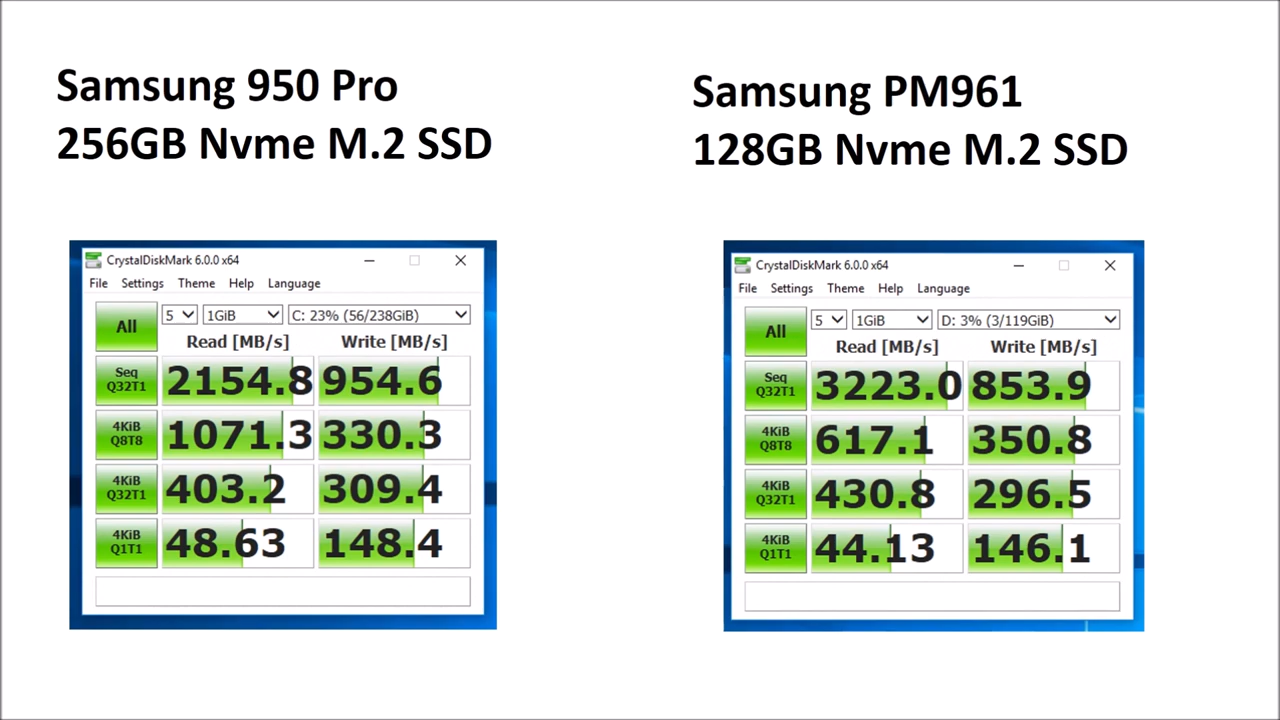 Samsung 950 Pro
256GB Nvme M.2 SSD
CrystalDiskMark 6.0.0 x64
File Settings Theme Help Language
All 5 1GiB C: 23% (56/238GiB)
Read [MB/s] Write [MB/s]
Seq
Q32T1 2154.8 954.6
4KiB
Q8T8 1071.3 330.3
4KiB
Q32T1 403.2 309.4
4KiB
Q1T1 48.63 148.4
Samsung PM961
128GB Nvme M.2 SSD
CrystalDiskMark 6.0.0 x64
File Settings Theme Help Language
All 5 1GiB D: 3% (3/119GiB)
Read [MB/s] Write [MB/s]
Seq
Q32T1 3223.0 853.9
4KiB
Q8T8 617.1 350.8
4KiB
Q32T1 430.8 296.5
4KiB
Q1T1 44.13 146.1